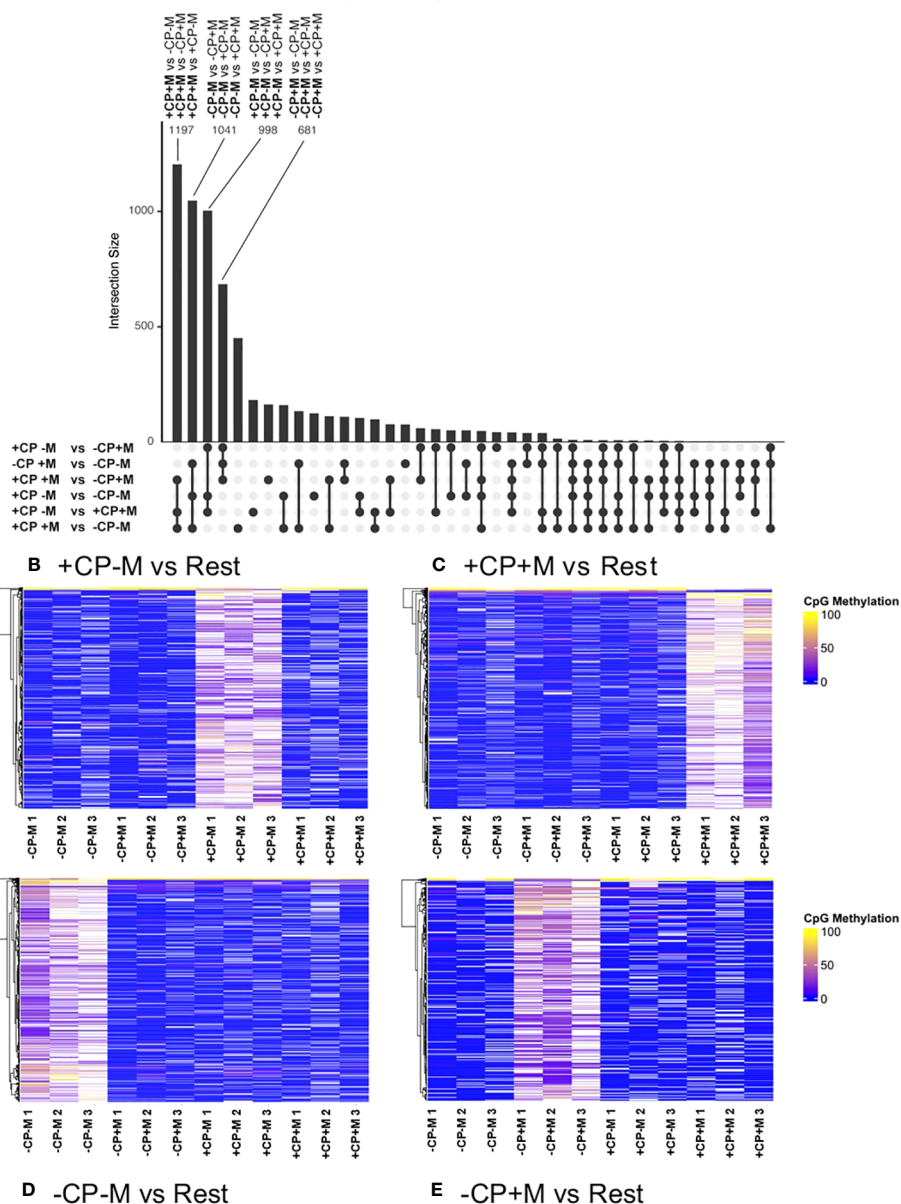 +CP+M vs -CP-M
+CP+M vs -CP+M
+CP+M vs +CP-M
-CP-M vs -CP+M
-CP-M vs +CP-M
-CP-M vs +CP+M
+CP-M vs -CP-M
+CP-M vs -CP+M
+CP-M vs +CP+M
-CP+M vs -CP-M
-CP+M vs +CP-M
-CP+M vs +CP+M
1197 1041 998 681
Intersection Size
1000
500
0
+CP -M vs -CP+M
-CP +M vs -CP-M
+CP +M vs -CP+M
+CP -M vs -CP-M
+CP -M vs +CP+M
+CP +M vs -CP-M
B +CP-M vs Rest
C +CP+M vs Rest
CpG Methylation
100
50
0
-CP-M 1 -CP-M 2 -CP-M 3 -CP+M 1 -CP+M 2 -CP+M 3 +CP-M 1 +CP-M 2 +CP-M 3 +CP+M 1 +CP+M 2 +CP+M 3
-CP-M 1 -CP-M 2 -CP-M 3 -CP+M 1 -CP+M 2 -CP+M 3 +CP-M 1 +CP-M 2 +CP-M 3 +CP+M 1 +CP+M 2 +CP+M 3
CpG Methylation
100
50
0
-CP-M 1 -CP-M 2 -CP-M 3 -CP+M 1 -CP+M 2 -CP+M 3 +CP-M 1 +CP-M 2 +CP-M 3 +CP+M 1 +CP+M 2 +CP+M 3
-CP-M 1 -CP-M 2 -CP-M 3 -CP+M 1 -CP+M 2 -CP+M 3 +CP-M 1 +CP-M 2 +CP-M 3 +CP+M 1 +CP+M 2 +CP+M 3
D -CP-M vs Rest
E -CP+M vs Rest